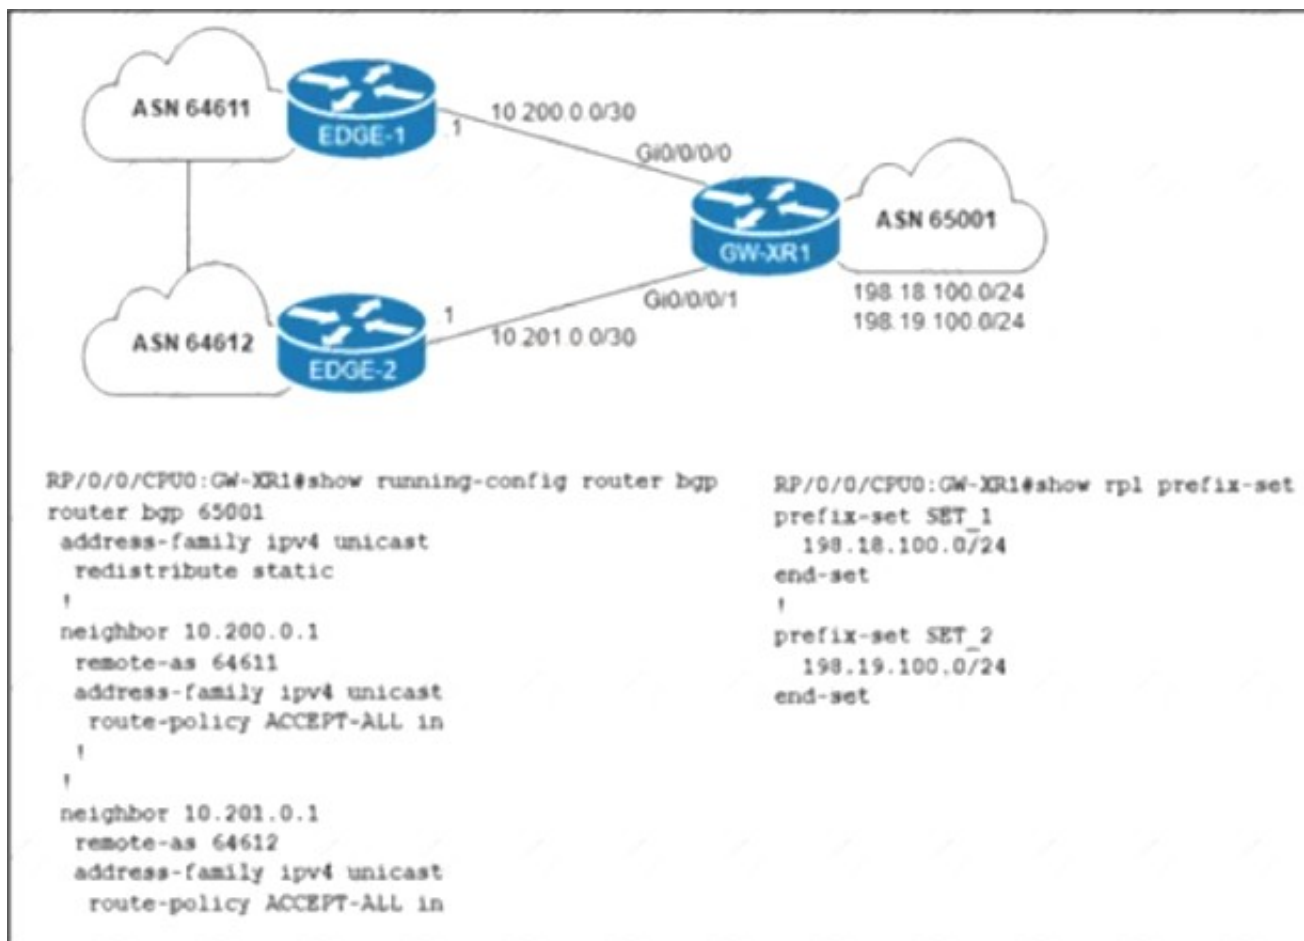 ASN 64611
EDGE-1
.1
10.200.0.0/30
Gi0/0/0/0
ASN 65001
GW-XR1
198.18.100.0/24
198.19.100.0/24
Gi0/0/0/1
ASN 64612
EDGE-2
.1
10.201.0.0/30
RP/0/0/CPU0:GW-XR1#show running-config router bgp
router bgp 65001
address-family ipv4 unicast
redistribute static
!
neighbor 10.200.0.1
remote-as 64611
address-family ipv4 unicast
route-policy ACCEPT-ALL in
!
!
neighbor 10.201.0.1
remote-as 64612
address-family ipv4 unicast
route-policy ACCEPT-ALL in
RP/0/0/CPU0:GW-XR1#show rpl prefix-set
prefix-set SET_1
198.18.100.0/24
end-set
!
prefix-set SET_2
198.19.100.0/24
end-set